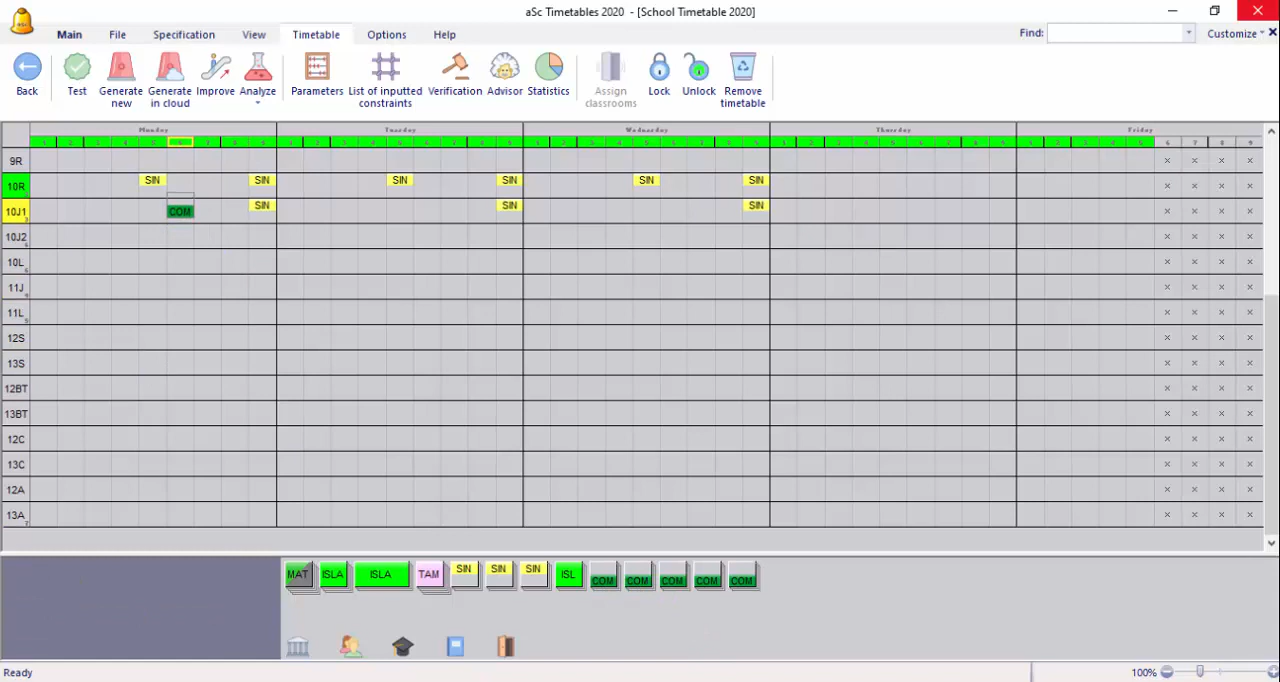 aSc Timetables 2020 - [School Timetable 2020]
Main File Specification View Timetable Options Help Find: Customize
Back Test Generate new Generate in cloud Improve Analyze Parameters List of inputted constraints Verification Advisor Statistics Assign classrooms Lock Unlock Remove timetable
Monday Tuesday Wednesday Thursday Friday
6 7 8 9
9R × × × ×
10R SIN SIN SIN SIN SIN SIN × × × ×
10J1 COM SIN SIN SIN × × × ×
10J2 × × × ×
10L × × × ×
11J × × × ×
11L × × × ×
12S × × × ×
13S × × × ×
12BT × × × ×
13BT × × × ×
12C × × × ×
13C × × × ×
12A × × × ×
13A × × × ×
MAT ISLA ISLA TAM SIN SIN SIN ISL COM COM COM COM COM
Ready 100%